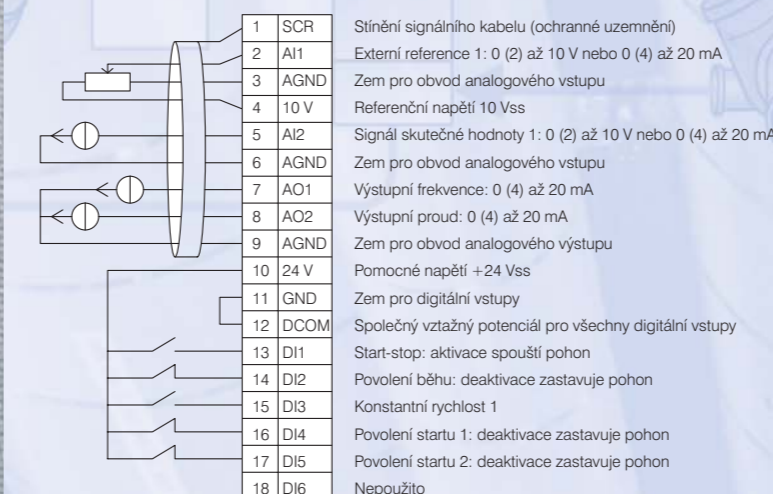 1 SCR Stínění signálního kabelu (ochranné uzemnění)
2 AI1 Externí reference 1: 0 (2) až 10 V nebo 0 (4) až 20 mA
3 AGND Zem pro obvod analogového vstupu
4 10 V Referenční napětí 10 Vss
5 AI2 Signál skutečné hodnoty 1: 0 (2) až 10 V nebo 0 (4) až 20 mA
6 AGND Zem pro obvod analogového vstupu
7 AO1 Výstupní frekvence: 0 (4) až 20 mA
8 AO2 Výstupní proud: 0 (4) až 20 mA
9 AGND Zem pro obvod analogového výstupu
10 24 V Pomocné napětí +24 Vss
11 GND Zem pro digitální vstupy
12 DCOM Společný vztažný potenciál pro všechny digitální vstupy
13 DI1 Start-stop: aktivace spouští pohon
14 DI2 Povolení běhu: deaktivace zastavuje pohon
15 DI3 Konstantní rychlost 1
16 DI4 Povolení startu 1: deaktivace zastavuje pohon
17 DI5 Povolení startu 2: deaktivace zastavuje pohon
18 DI6 Nepoužito